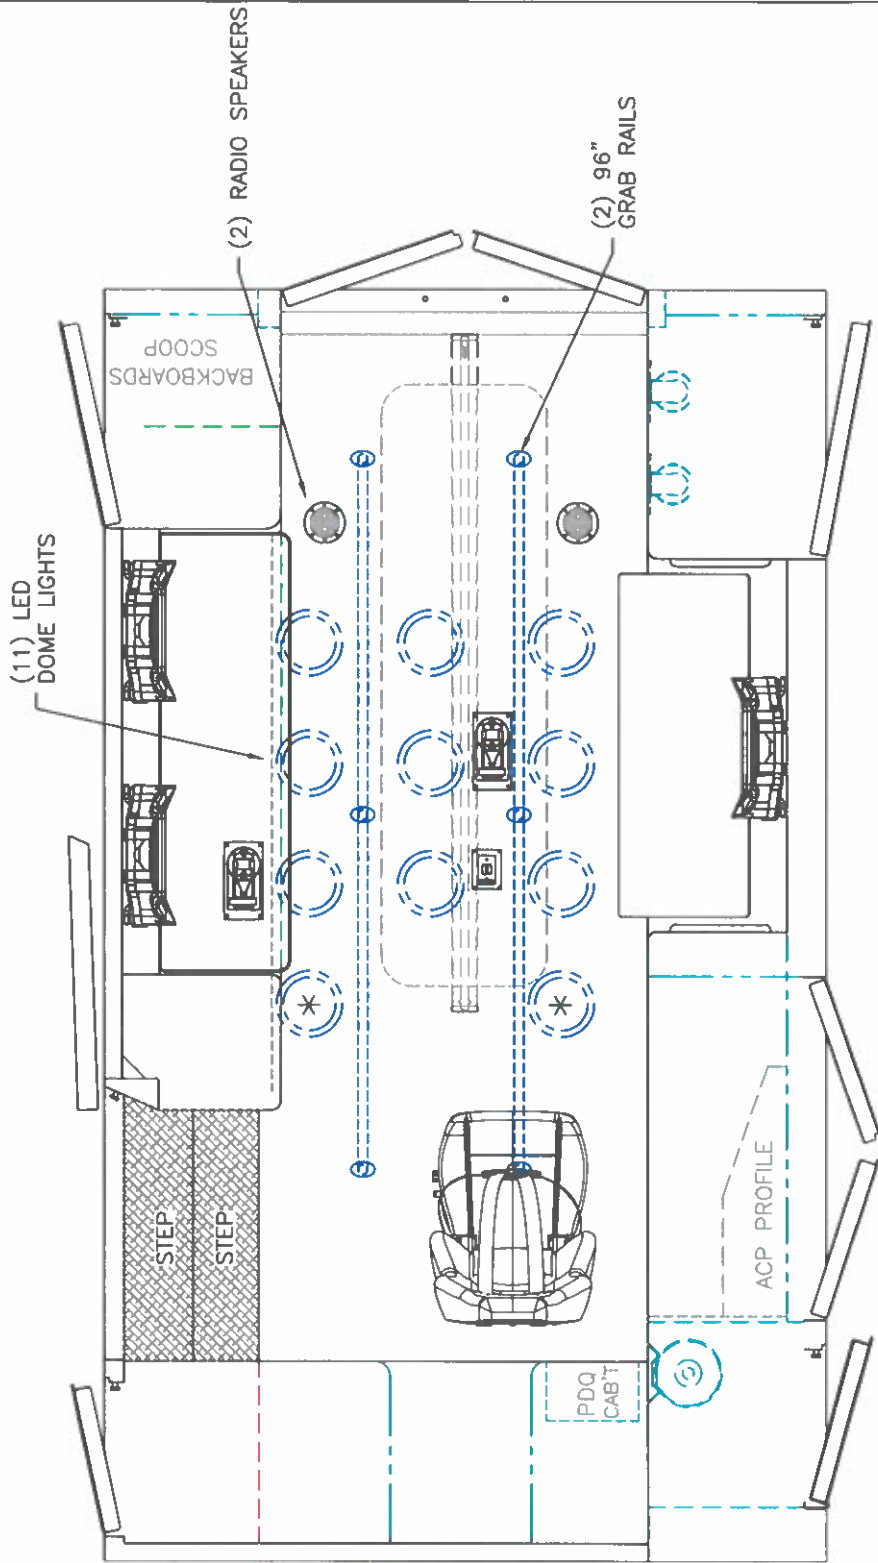 (2) RADIO SPEAKERS
(2) 96"
GRAB RAILS
BACKBOARDS
SCOOP
(11) LED
DOME LIGHTS
STEP
STEP
ACP PROFILE
PDQ
CAB'T